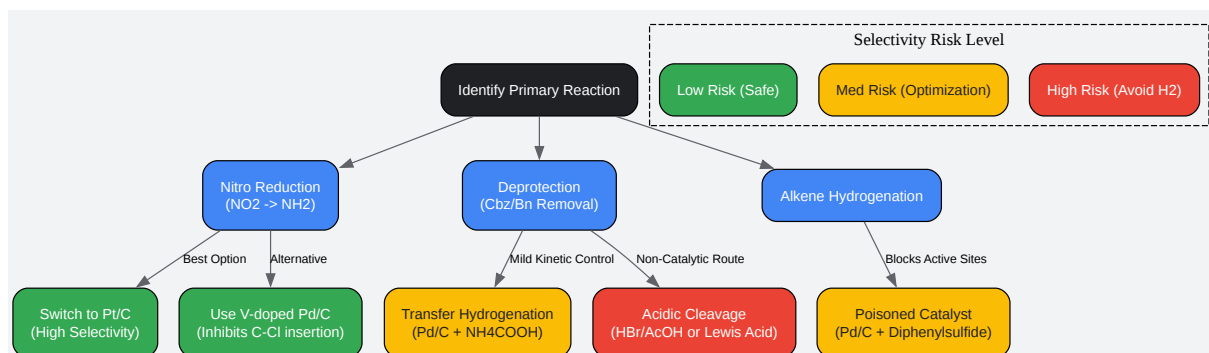 Selectivity Risk Level
Identify Primary Reaction
Low Risk (Safe)
Med Risk (Optimization)
High Risk (Avoid H2)
Nitro Reduction
(NO2 -> NH2)
Deprotection
(Cbz/Bn Removal)
Alkene Hydrogenation
Best Option
Alternative
Mild Kinetic Control
Non-Catalytic Route
Blocks Active Sites
Switch to Pt/C
(High Selectivity)
Use V-doped Pd/C
(Inhibits C-Cl insertion)
Transfer Hydrogenation
(Pd/C + NH4COOH)
Acidic Cleavage
(HBr/AcOH or Lewis Acid)
Poisoned Catalyst
(Pd/C + Diphenylsulfide)